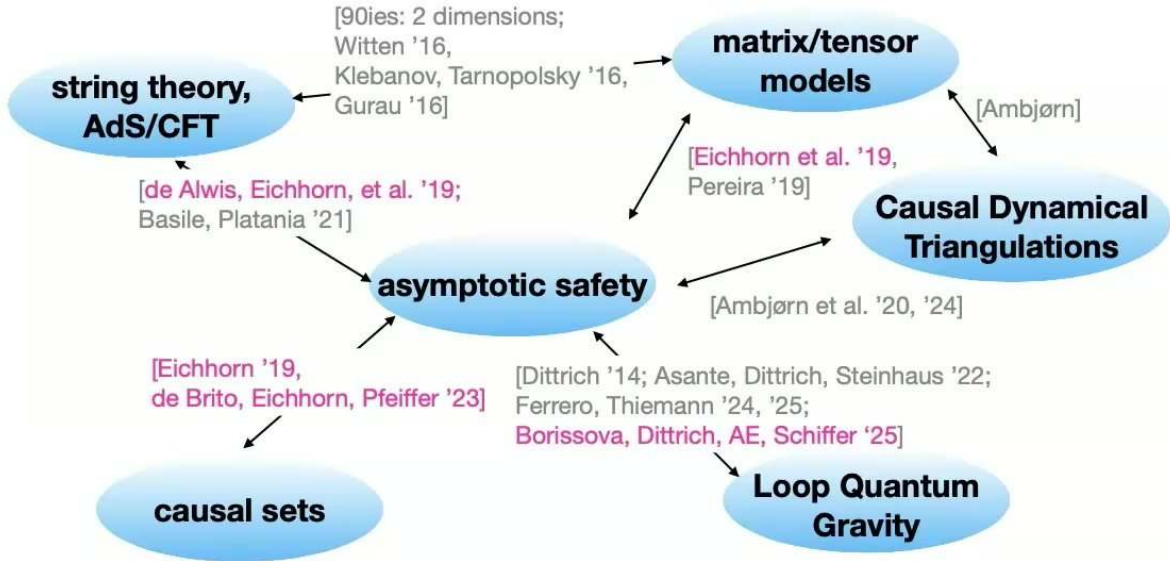 [90ies: 2 dimensions;
Witten ’16,
Klebanov, Tarnopolsky ’16,
Gurau ’16]
matrix/tensor
models
string theory,
AdS/CFT
[Ambjørn]
[de Alwis, Eichhorn, et al. ’19;
Basile, Platania ’21]
[Eichhorn et al. ’19,
Pereira ’19]
Causal Dynamical
Triangulations
asymptotic safety
[Ambjørn et al. ’20, ’24]
[Eichhorn ’19,
de Brito, Eichhorn, Pfeiffer ’23]
[Dittrich ’14; Asante, Dittrich, Steinhaus ’22;
Ferrero, Thiemann ’24, ’25;
Borissova, Dittrich, AE, Schiffer ‘25]
causal sets
Loop Quantum
Gravity